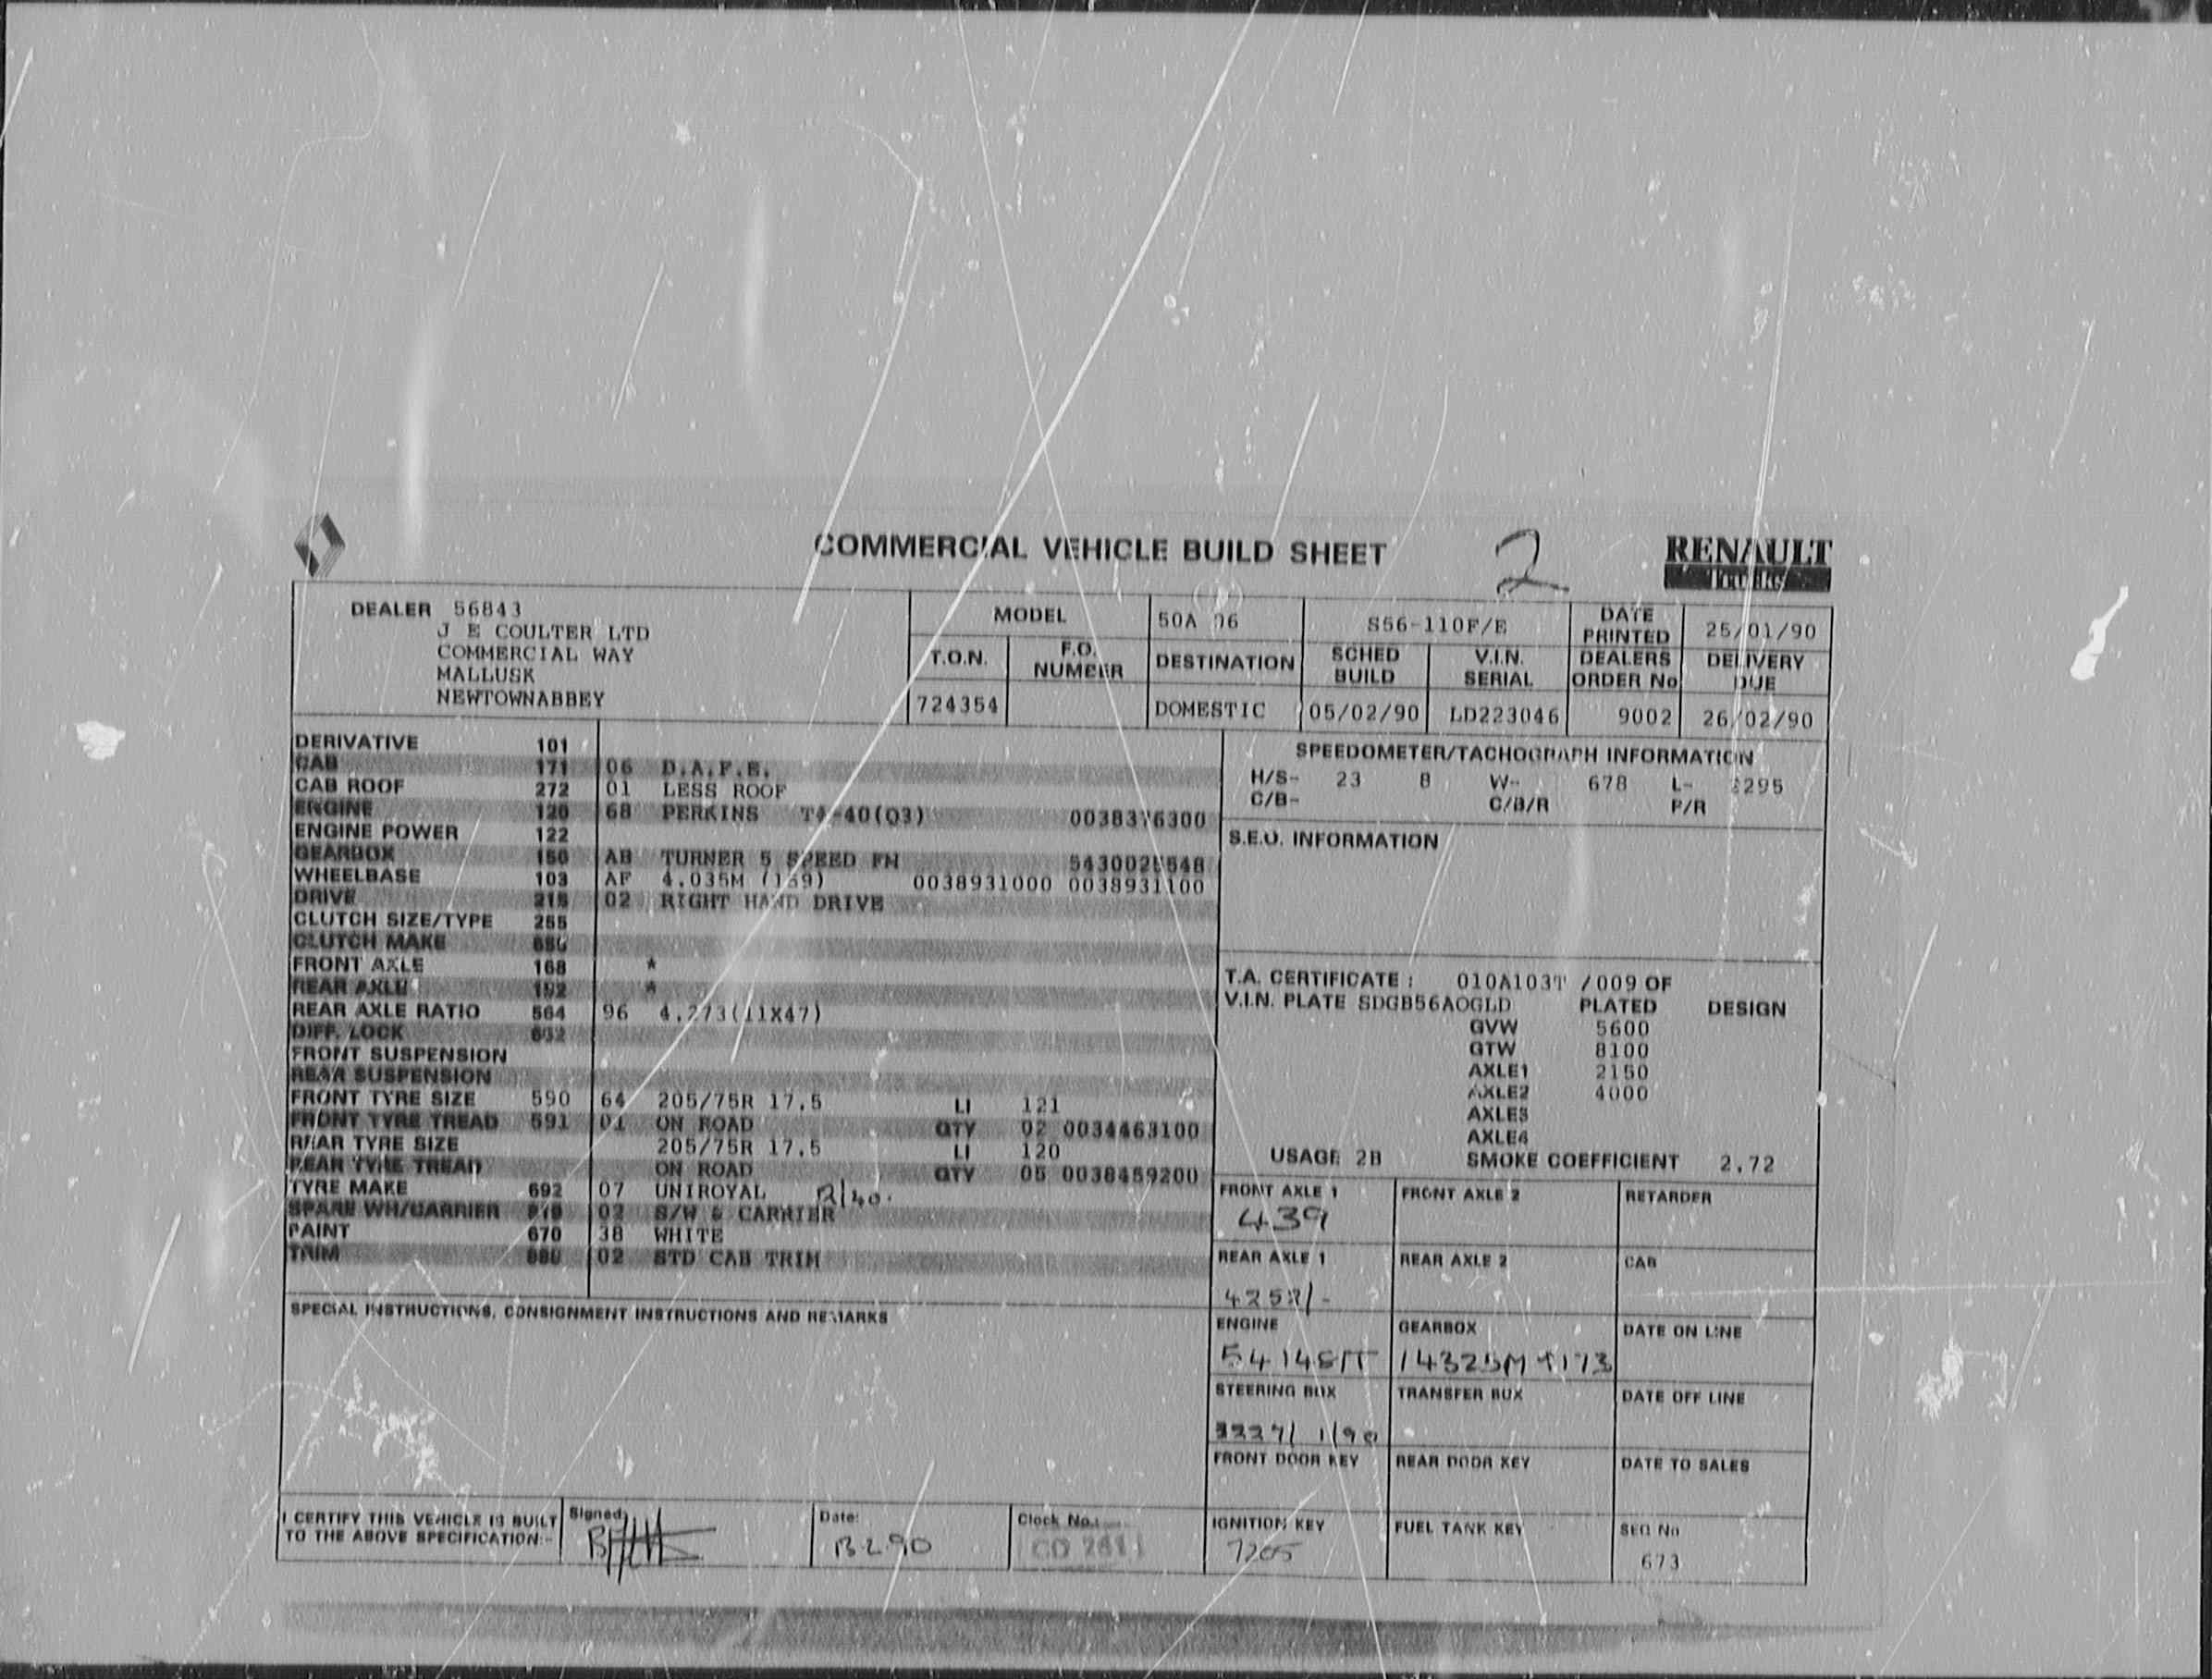 COMMERCIAL VEHICLE BUILD SHEET
2
RENAULT
Trucks
DEALER 56843
J E COULTER LTD
COMMERCIAL WAY
MALLUSK
NEWTOWNABBEY
MODEL 50A 06 S56-110F/E DATE PRINTED 25/01/90
T.O.N. F.O. NUMBER DESTINATION SCHED BUILD V.I.N. SERIAL DEALERS ORDER No DELIVERY DUE
724354 DOMESTIC 05/02/90 LD223046 9002 26/02/90
DERIVATIVE 101
CAB 171 06 D.A.F.E.
CAB ROOF 272 01 LESS ROOF
ENGINE 120 68 PERKINS T4-40(Q3)
ENGINE POWER 122
GEARBOX 150 AB TURNER 5 SPEED FN
WHEELBASE 103 AF 4.035M (159) 0038931000 0038931100
DRIVE 215 02 RIGHT HAND DRIVE
CLUTCH SIZE/TYPE 255
CLUTCH MAKE
FRONT AXLE 168 *
REAR AXLE 192 *
REAR AXLE RATIO 564 96 4.273(11X47)
DIFF. LOCK
FRONT SUSPENSION
REAR SUSPENSION
FRONT TYRE SIZE 590 64 205/75R 17.5 LI 121
FRONT TYRE TREAD 591 01 ON ROAD QTY 02 0034463100
REAR TYRE SIZE 205/75R 17.5 LI 120
REAR TYRE TREAD ON ROAD QTY 05 0038459200
TYRE MAKE 692 07 UNIROYAL
SPARE WH/CARRIER 02 S/W & CARRIER
PAINT 670 38 WHITE
TRIM 02 STD CAB TRIM
SPECIAL INSTRUCTIONS, CONSIGNMENT INSTRUCTIONS AND REMARKS
SPEEDOMETER/TACHOGRAPH INFORMATION
H/S- 23 8 W- 678 L-
C/B- C/B/R P/R
S.E.O. INFORMATION
T.A. CERTIFICATE : 010A103T /009 OF
V.I.N. PLATE SDGB56AOGLD PLATED DESIGN
GVW 5600
GTW 8100
AXLE1 2150
AXLE2 4000
AXLE3
AXLE4
USAGE 2B SMOKE COEFFICIENT 2.72
FRONT AXLE 1 FRONT AXLE 2 RETARDER
439
REAR AXLE 1 REAR AXLE 2 CAB
ENGINE GEARBOX DATE ON LINE
STEERING BOX TRANSFER BOX DATE OFF LINE
FRONT DOOR KEY REAR DOOR KEY DATE TO SALES
IGNITION KEY FUEL TANK KEY SEQ No
7205 673
I CERTIFY THIS VEHICLE IS BUILT
TO THE ABOVE SPECIFICATION:-
Signed: Date: Clock No.: